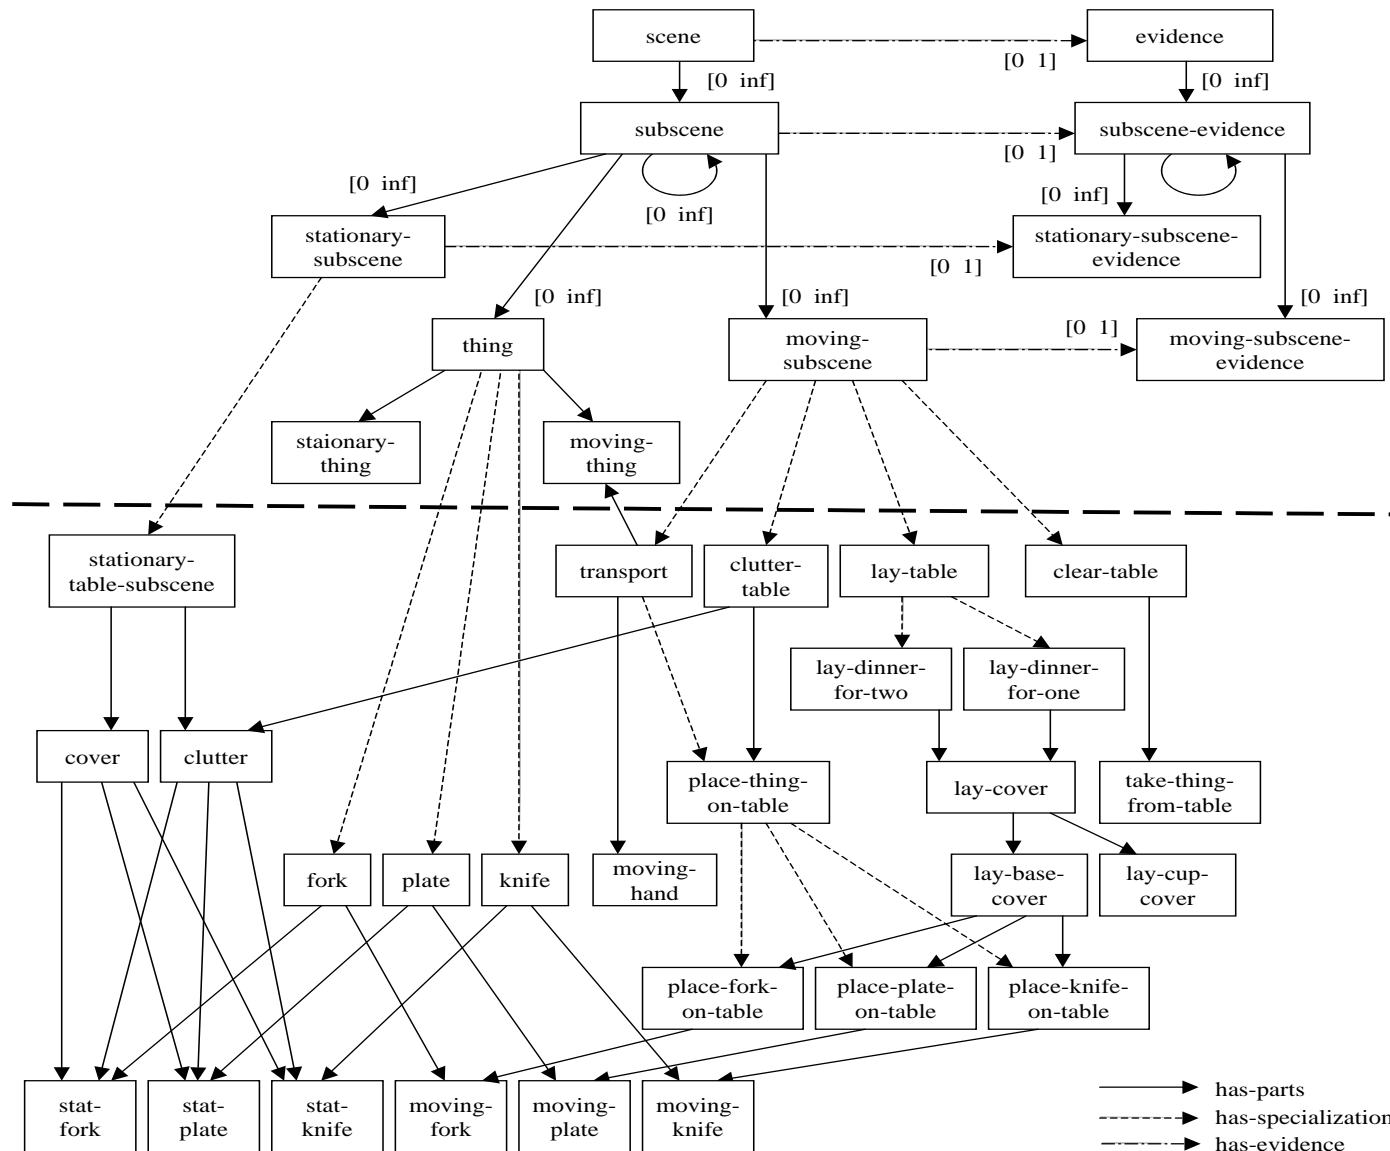 scene
evidence
[0 1]
[0 inf]
[0 inf]
subscene
subscene-evidence
[0 1]
[0 inf]
[0 inf]
[0 inf]
stationary-
subscene
stationary-subscene-
evidence
[0 1]
[0 inf]
[0 inf]
[0 inf]
thing
moving-
subscene
[0 1]
moving-subscene-
evidence
staionary-
thing
moving-
thing
stationary-
table-subscene
transport
clutter-
table
lay-table
clear-table
lay-dinner-
for-two
lay-dinner-
for-one
cover
clutter
place-thing-
on-table
lay-cover
take-thing-
from-table
fork
plate
knife
moving-
hand
lay-base-
cover
lay-cup-
cover
place-fork-
on-table
place-plate-
on-table
place-knife-
on-table
stat-
fork
stat-
plate
stat-
knife
moving-
fork
moving-
plate
moving-
knife
has-parts
has-specialization
has-evidence